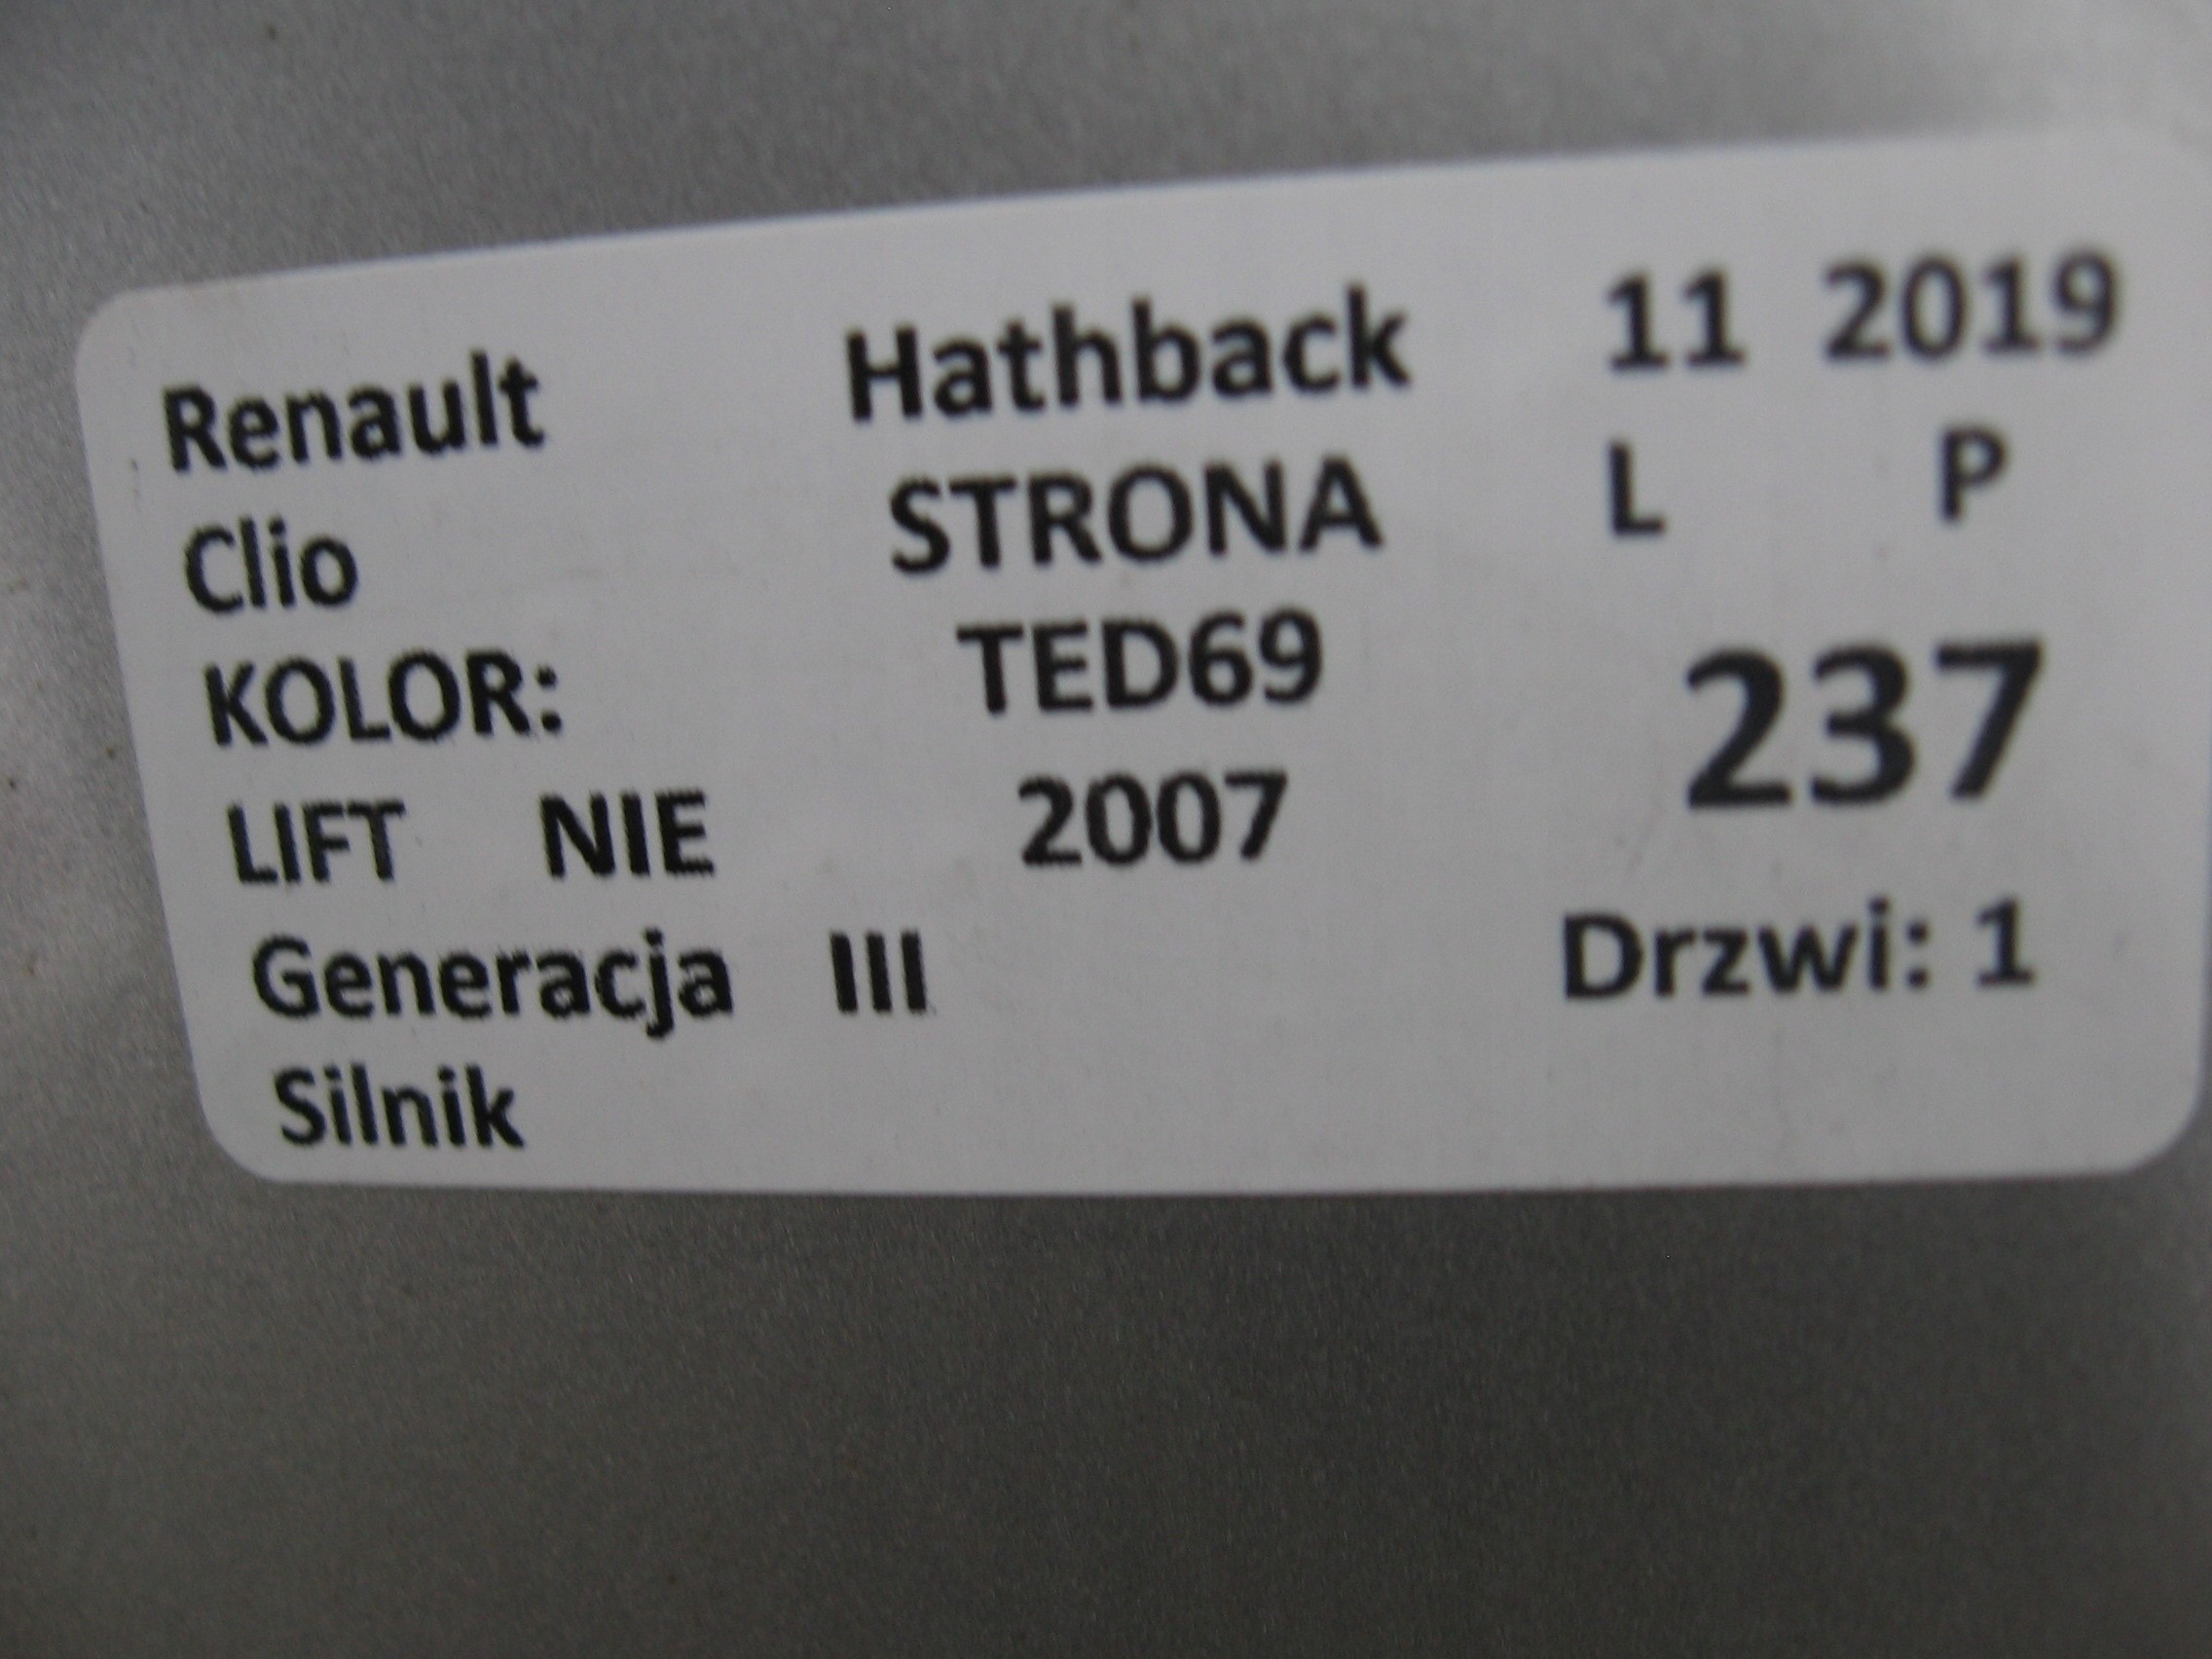 Renault Hathback 11 2019
Clio STRONA L P
KOLOR: TED69 237
LIFT NIE 2007
Generacja III Drzwi: 1
Silnik